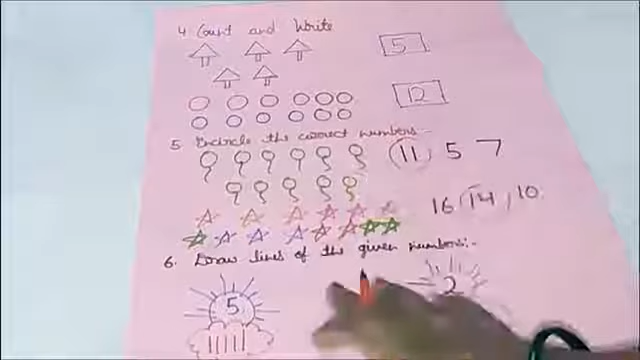 4 Count and Write
5
12
5. Encircle the correct numbers:-
11 5 7
16 14, 10
6. Draw lines of the given numbers:-
5 2